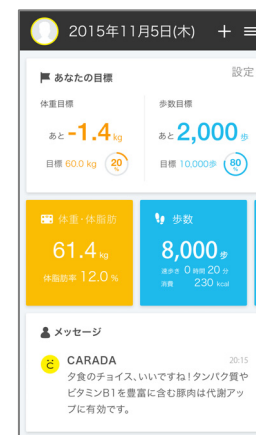 2015年11月5日(木)
あなたの目標
設定
体重目標
歩数目標
あと -1.4 kg
あと 2,000 歩
目標 60.0 kg 20%
目標 10,000歩 80%
体重・体脂肪
歩数
61.4 kg
8,000 歩
体脂肪率 12.0 %
速歩き 0 時間 20 分
消費 230 kcal
メッセージ
CARADA 20:15
夕食のチョイス、いいですね！タンパク質や
ビタミンB1を豊富に含む豚肉は代謝アッ
プに有効です。